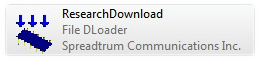 ResearchDownload
File DLoader
Spreadtrum Communications Inc.